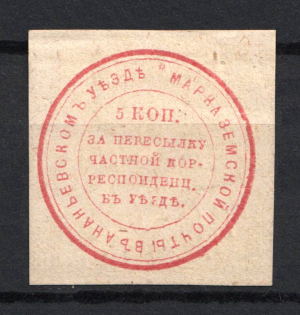 МАРКА ЗЕМСКОЙ ПОЧТЫ ВЪ АНАНЬЕВСКОМЪ УѢЗДѢ
5 КОП.
ЗА ПЕРЕСЫЛКУ
ЧАСТНОЙ КОР-
РЕСПОНДЕНЦ.
ВЪ УѢЗДѢ.